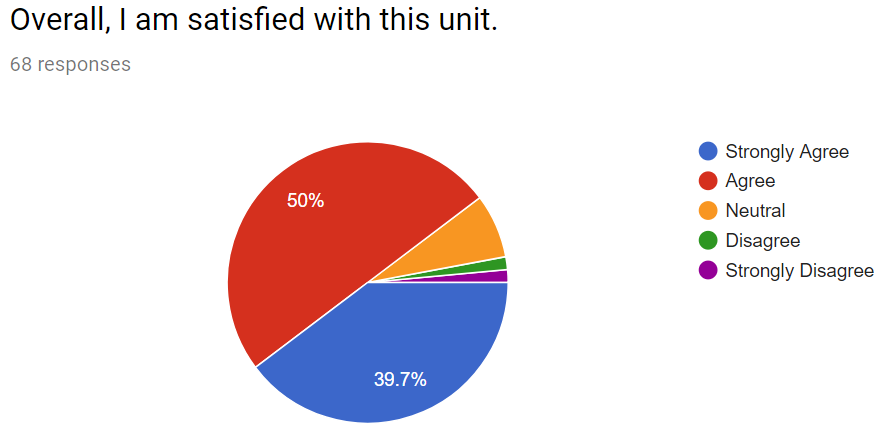 Overall, I am satisfied with this unit.
68 responses
50%
39.7%
Strongly Agree
Agree
Neutral
Disagree
Strongly Disagree